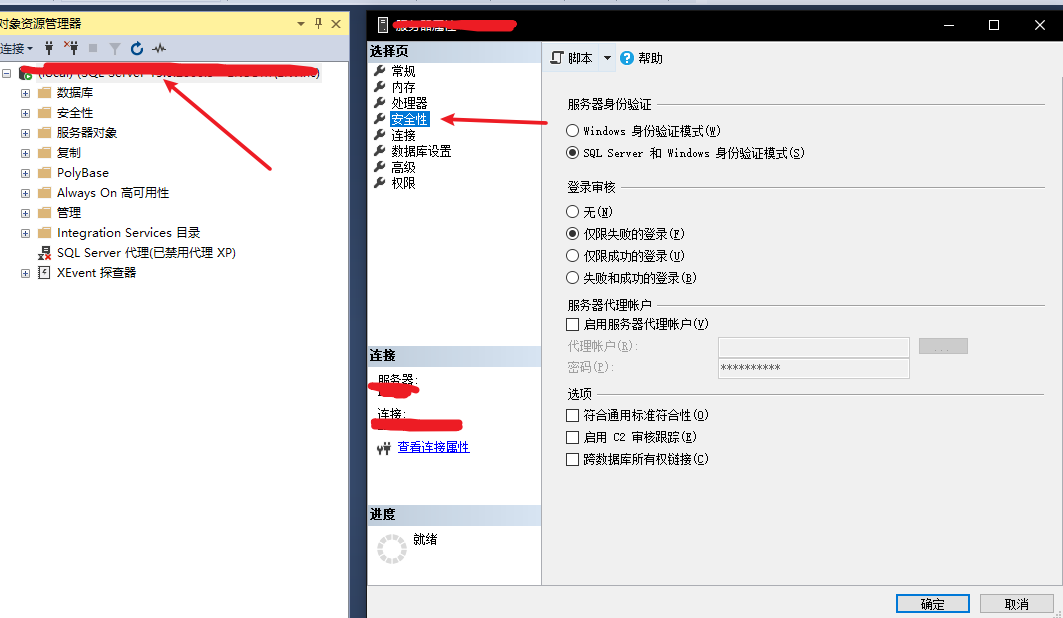 对象资源管理器
连接
数据库
安全性
服务器对象
复制
PolyBase
Always On 高可用性
管理
Integration Services 目录
SQL Server 代理(已禁用代理 XP)
XEvent 探查器
服务器属性
选择页
常规
内存
处理器
安全性
连接
数据库设置
高级
权限
连接
服务器:
连接:
查看连接属性
进度
就绪
脚本
帮助
服务器身份验证
Windows 身份验证模式(W)
SQL Server 和 Windows 身份验证模式(S)
登录审核
无(N)
仅限失败的登录(F)
仅限成功的登录(U)
失败和成功的登录(B)
服务器代理帐户
启用服务器代理帐户(V)
代理帐户(R):
...
密码(P):
**********
选项
符合通用标准符合性(O)
启用 C2 审核跟踪(E)
跨数据库所有权链接(C)
确定
取消